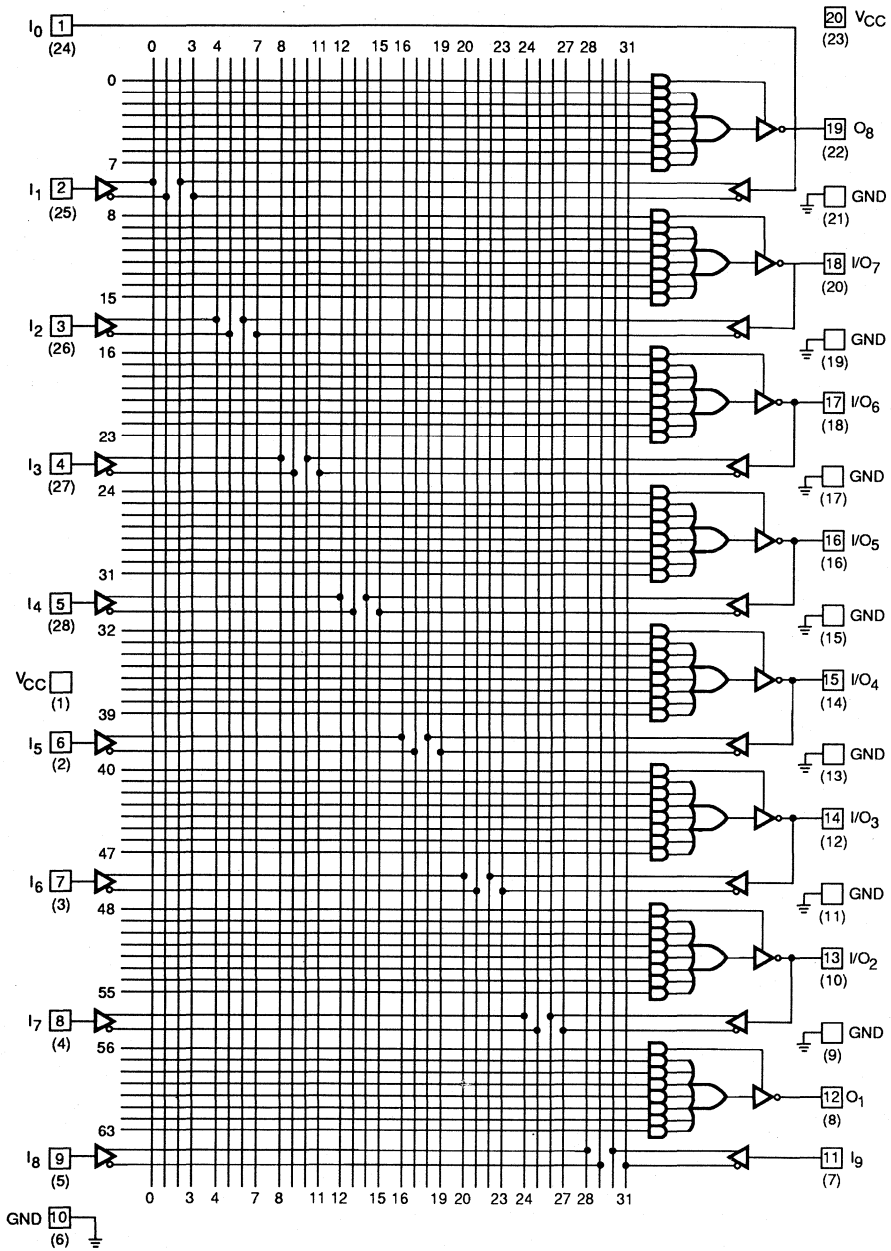 I0 1 (24)
20 VCC (23)
0 3 4 7 8 11 12 15 16 19 20 23 24 27 28 31
0
19 O8 (22)
7
I1 2 (25)
GND (21)
8
18 I/O7 (20)
15
I2 3 (26)
GND (19)
16
17 I/O6 (18)
23
I3 4 (27)
GND (17)
24
16 I/O5 (16)
31
I4 5 (28)
GND (15)
32
15 I/O4 (14)
VCC (1)
39
I5 6 (2)
GND (13)
40
14 I/O3 (12)
47
I6 7 (3)
GND (11)
48
13 I/O2 (10)
55
I7 8 (4)
GND (9)
56
12 O1 (8)
63
I8 9 (5)
11 I9 (7)
0 3 4 7 8 11 12 15 16 19 20 23 24 27 28 31
GND 10 (6)